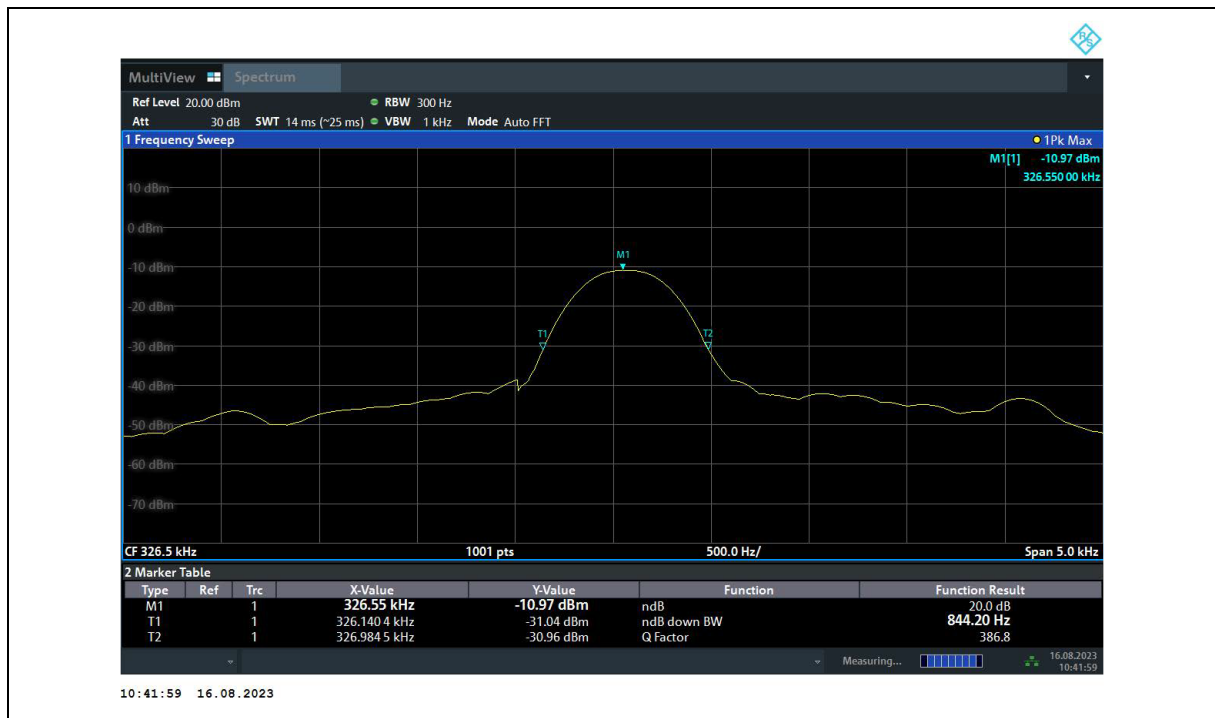 R&S
MultiView Spectrum
Ref Level 20.00 dBm RBW 300 Hz
Att 30 dB SWT 14 ms (~25 ms) VBW 1 kHz Mode Auto FFT
1 Frequency Sweep 1Pk Max
M1[1] -10.97 dBm
326.550 00 kHz
10 dBm
0 dBm
M1
-10 dBm
-20 dBm
T1 T2
-30 dBm
-40 dBm
-50 dBm
-60 dBm
-70 dBm
CF 326.5 kHz 1001 pts 500.0 Hz/ Span 5.0 kHz
2 Marker Table
Type Ref Trc X-Value Y-Value Function Function Result
M1 1 326.55 kHz -10.97 dBm ndB 20.0 dB
T1 1 326.140 4 kHz -31.04 dBm ndB down BW 844.20 Hz
T2 1 326.984 5 kHz -30.96 dBm Q Factor 386.8
Measuring... 16.08.2023
10:41:59
10:41:59 16.08.2023